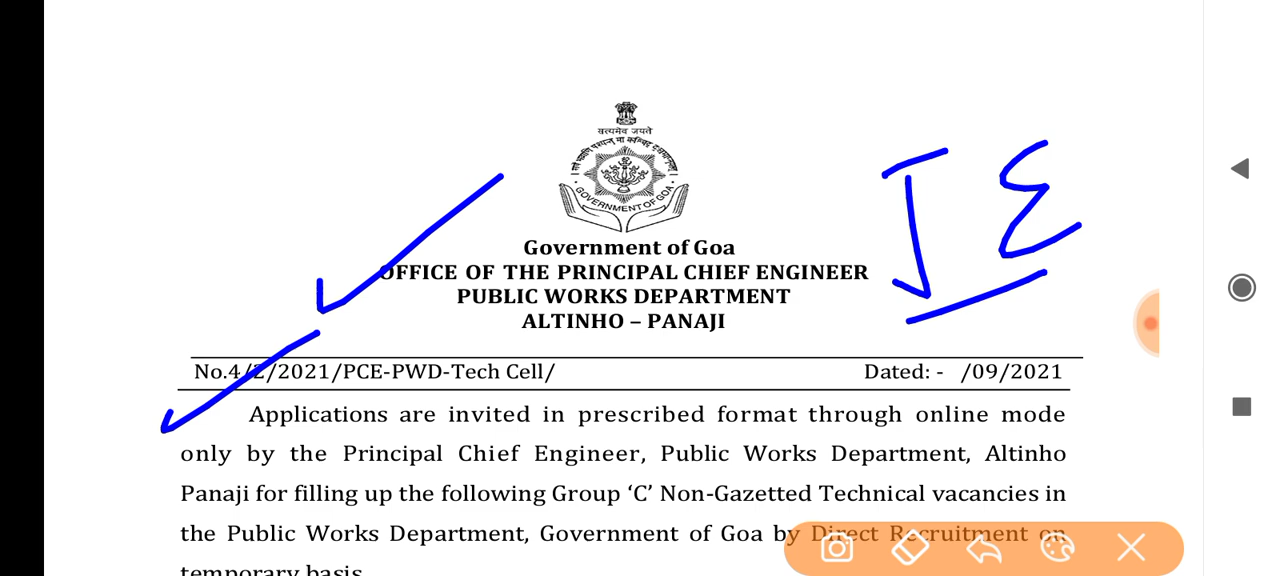 सत्यमेव जयते
GOVERNMENT OF GOA
JE
Government of Goa
OFFICE OF THE PRINCIPAL CHIEF ENGINEER
PUBLIC WORKS DEPARTMENT
ALTINHO – PANAJI
No.4/2/2021/PCE-PWD-Tech Cell/ Dated: - /09/2021
Applications are invited in prescribed format through online mode
only by the Principal Chief Engineer, Public Works Department, Altinho
Panaji for filling up the following Group ‘C’ Non-Gazetted Technical vacancies in
the Public Works Department, Government of Goa by Direct Recruitment on
temporary basis